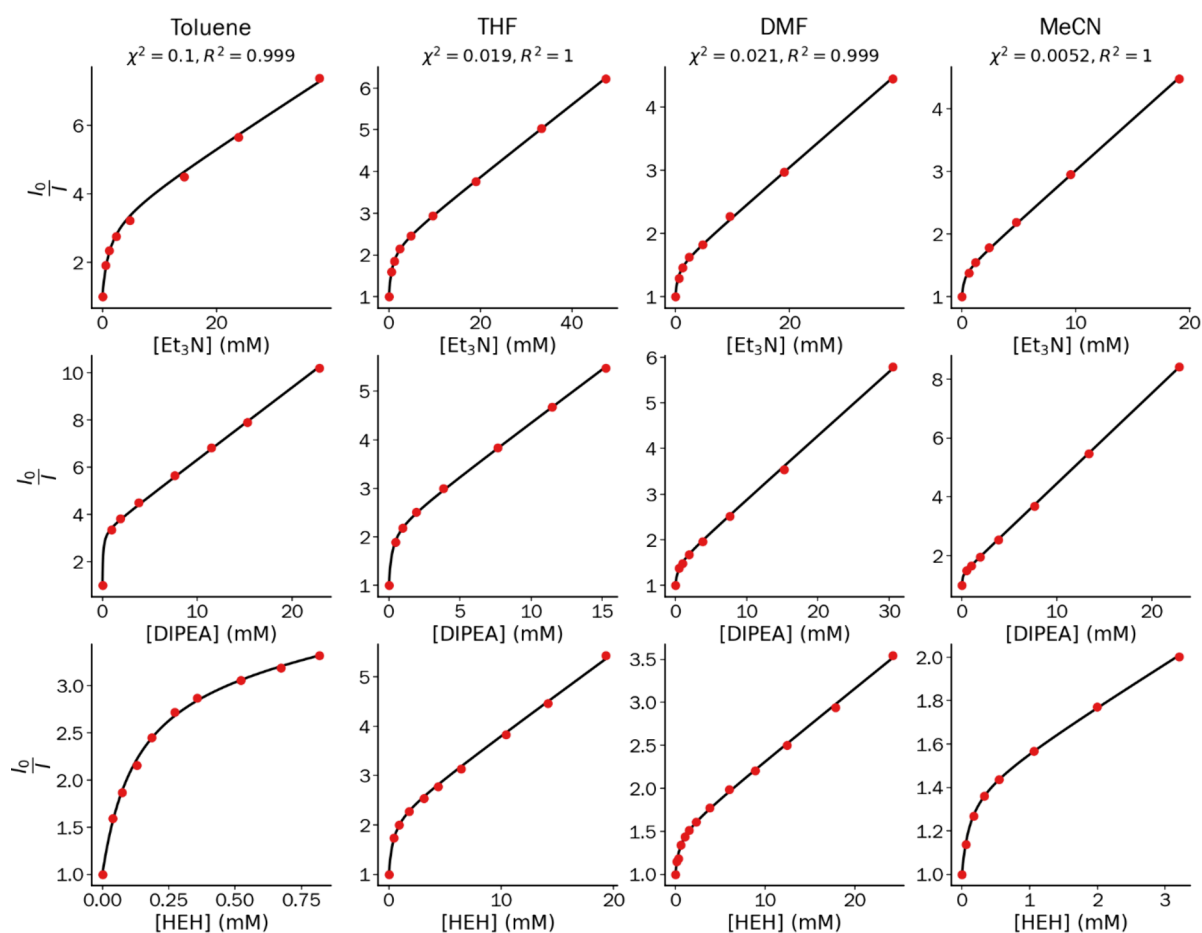 Toluene THF DMF MeCN
χ² = 0.1, R² = 0.999 χ² = 0.019, R² = 1 χ² = 0.021, R² = 0.999 χ² = 0.0052, R² = 1
I₀/I
2 4 6
0 20
[Et₃N] (mM)
1 2 3 4 5 6
0 20 40
[Et₃N] (mM)
1 2 3 4
0 20
[Et₃N] (mM)
1 2 3 4
0 10 20
[Et₃N] (mM)
I₀/I
2 4 6 8 10
0 10 20
[DIPEA] (mM)
1 2 3 4 5
0 5 10 15
[DIPEA] (mM)
1 2 3 4 5 6
0 10 20 30
[DIPEA] (mM)
2 4 6 8
0 10 20
[DIPEA] (mM)
I₀/I
1.0 1.5 2.0 2.5 3.0
0.00 0.25 0.50 0.75
[HEH] (mM)
1 2 3 4 5
0 10 20
[HEH] (mM)
1.0 1.5 2.0 2.5 3.0 3.5
0 10 20
[HEH] (mM)
1.0 1.2 1.4 1.6 1.8 2.0
0 1 2 3
[HEH] (mM)